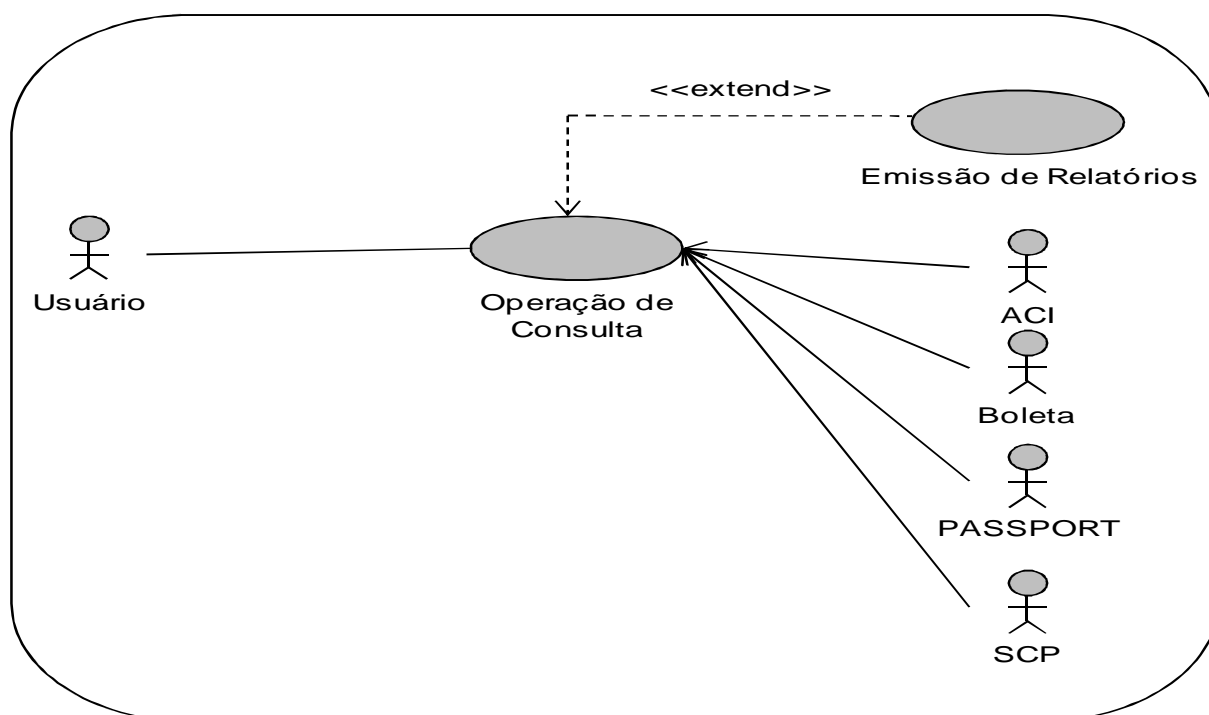 <<extend>>
Emissão de Relatórios
Usuário
Operação de
Consulta
ACI
Boleta
PASSPORT
SCP